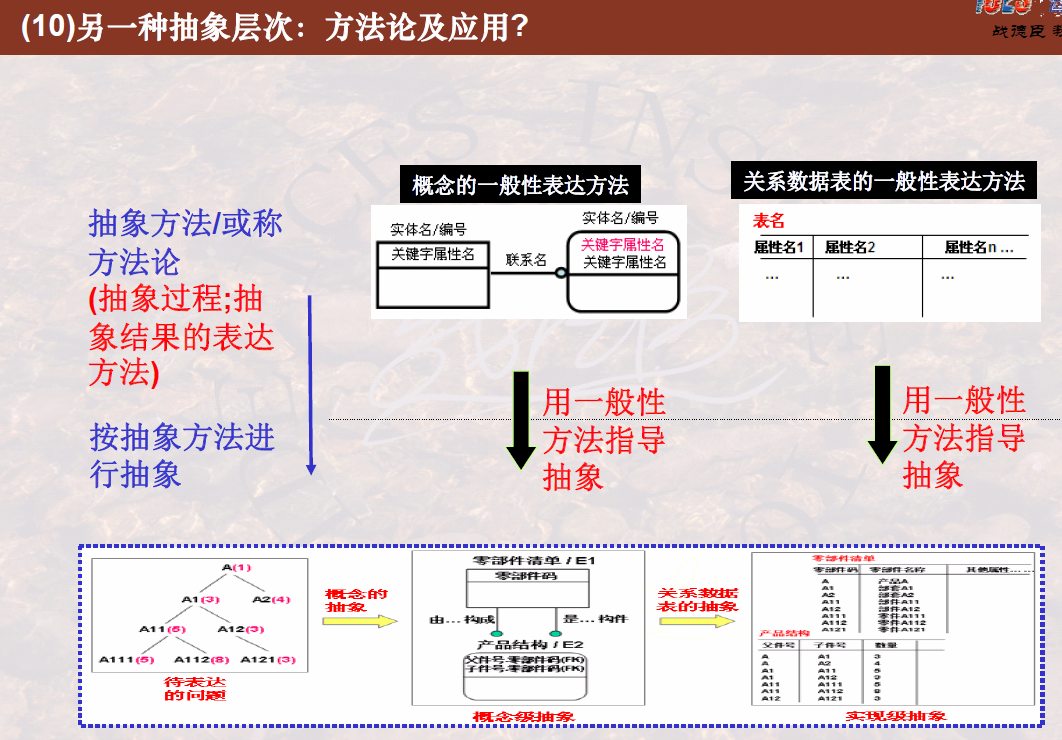 (10)另一种抽象层次：方法论及应用?
战德臣
概念的一般性表达方法
关系数据表的一般性表达方法
实体名/编号
关键字属性名
联系名
实体名/编号
关键字属性名
关键字属性名
表名
属性名1 属性名2 属性名n ...
... ... ...
抽象方法/或称
方法论
(抽象过程;抽
象结果的表达
方法)
按抽象方法进
行抽象
用一般性
方法指导
抽象
用一般性
方法指导
抽象
A(1)
A1(3) A2(4)
A11(5) A12(3)
A111(5) A112(8) A121(3)
待表达
的问题
概念的
抽象
零部件清单 / E1
零部件码
由... 构成 是... 构件
产品结构 / E2
父件号.零部件码(FK)
子件号.零部件码(FK)
概念级抽象
关系数据
表的抽象
零部件清单
零部件码 零部件名称 其他属性... ...
A 产品A
A1 部套A1
A2 部套A2
A11 部件A11
A12 部件A12
A111 零件A111
A112 零件A112
A121 零件A121
产品结构
父件号 子件号 数量
A A1 3
A A2 4
A1 A11 5
A1 A12 3
A11 A111 5
A11 A112 8
A12 A121 3
实现级抽象